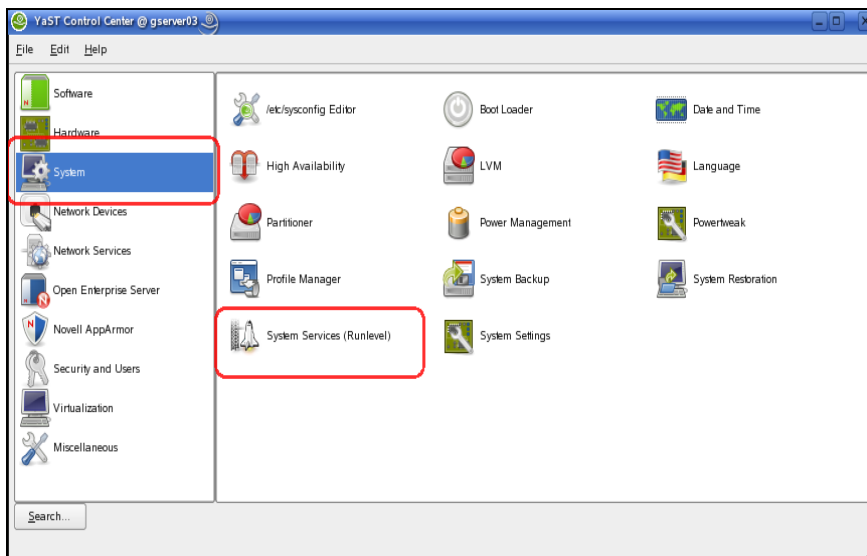 YaST Control Center @ gserver03
File Edit Help
Software
Hardware
System
Network Devices
Network Services
Open Enterprise Server
Novell AppArmor
Security and Users
Virtualization
Miscellaneous
/etc/sysconfig Editor
Boot Loader
Date and Time
High Availability
LVM
Language
Partitioner
Power Management
Powertweak
Profile Manager
System Backup
System Restoration
System Services (Runlevel)
System Settings
Search...